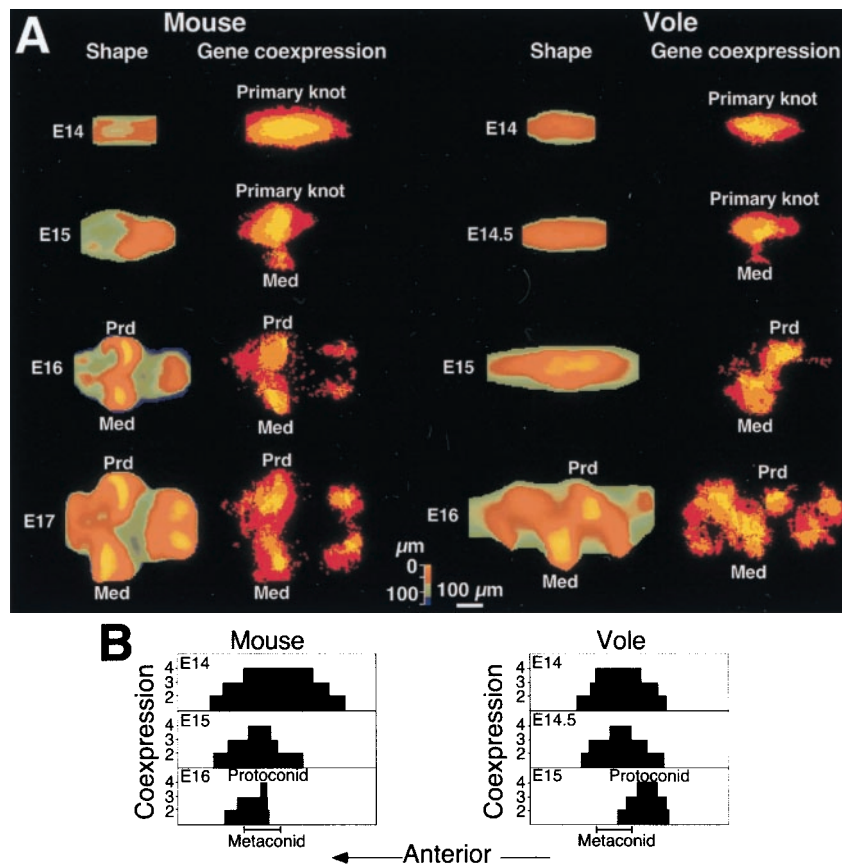 A
Mouse
Vole
Shape
Gene coexpression
Shape
Gene coexpression
Primary knot
Primary knot
E14
E14
Primary knot
Primary knot
E15
E14.5
Med
Med
Prd
Prd
Prd
E16
E15
Med
Med
Med
Prd
Prd
Prd
Prd
E17
E16
µm
0
100
100 µm
Med
Med
Med
Med
B
Mouse
Vole
Coexpression
Coexpression
E14
4
3
2
E14
4
3
2
E15
4
3
2
E14.5
4
3
2
Protoconid
Protoconid
E16
4
3
2
E15
4
3
2
Metaconid
Metaconid
Anterior